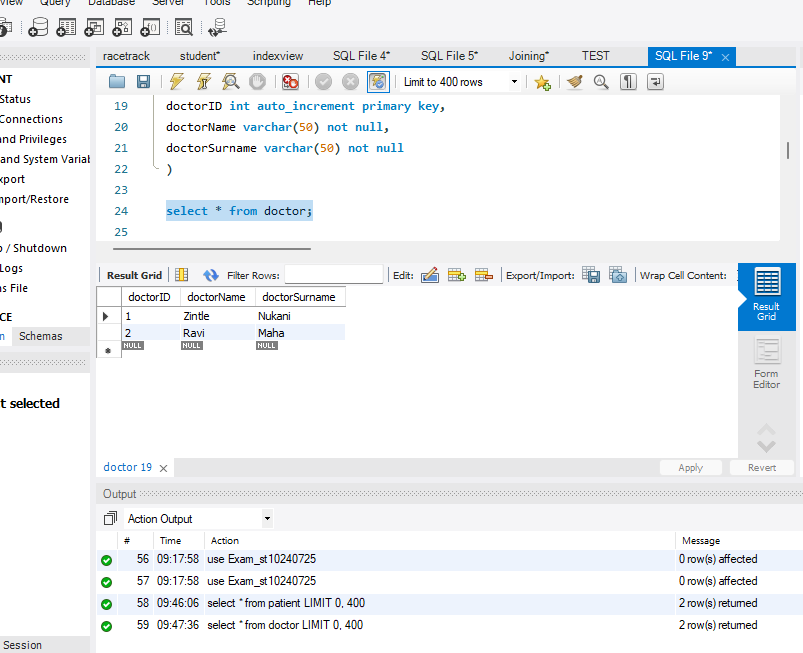 View Query Database Server Tools Scripting Help
racetrack student* indexview SQL File 4* SQL File 5* Joining* TEST SQL File 9*
Limit to 400 rows
NT
Status
Connections
and Privileges
and System Variab
xport
mport/Restore
o / Shutdown
Logs
s File
CE
n Schemas
t selected
Session
19 doctorID int auto_increment primary key,
20 doctorName varchar(50) not null,
21 doctorSurname varchar(50) not null
22 )
23
24 select * from doctor;
25
Result Grid Filter Rows: Edit: Export/Import: Wrap Cell Content:
doctorID doctorName doctorSurname
1 Zintle Nukani
2 Ravi Maha
NULL NULL NULL
Result
Grid
Form
Editor
doctor 19 Apply Revert
Output
Action Output
# Time Action Message
56 09:17:58 use Exam_st10240725 0 row(s) affected
57 09:17:58 use Exam_st10240725 0 row(s) affected
58 09:46:06 select * from patient LIMIT 0, 400 2 row(s) returned
59 09:47:36 select * from doctor LIMIT 0, 400 2 row(s) returned